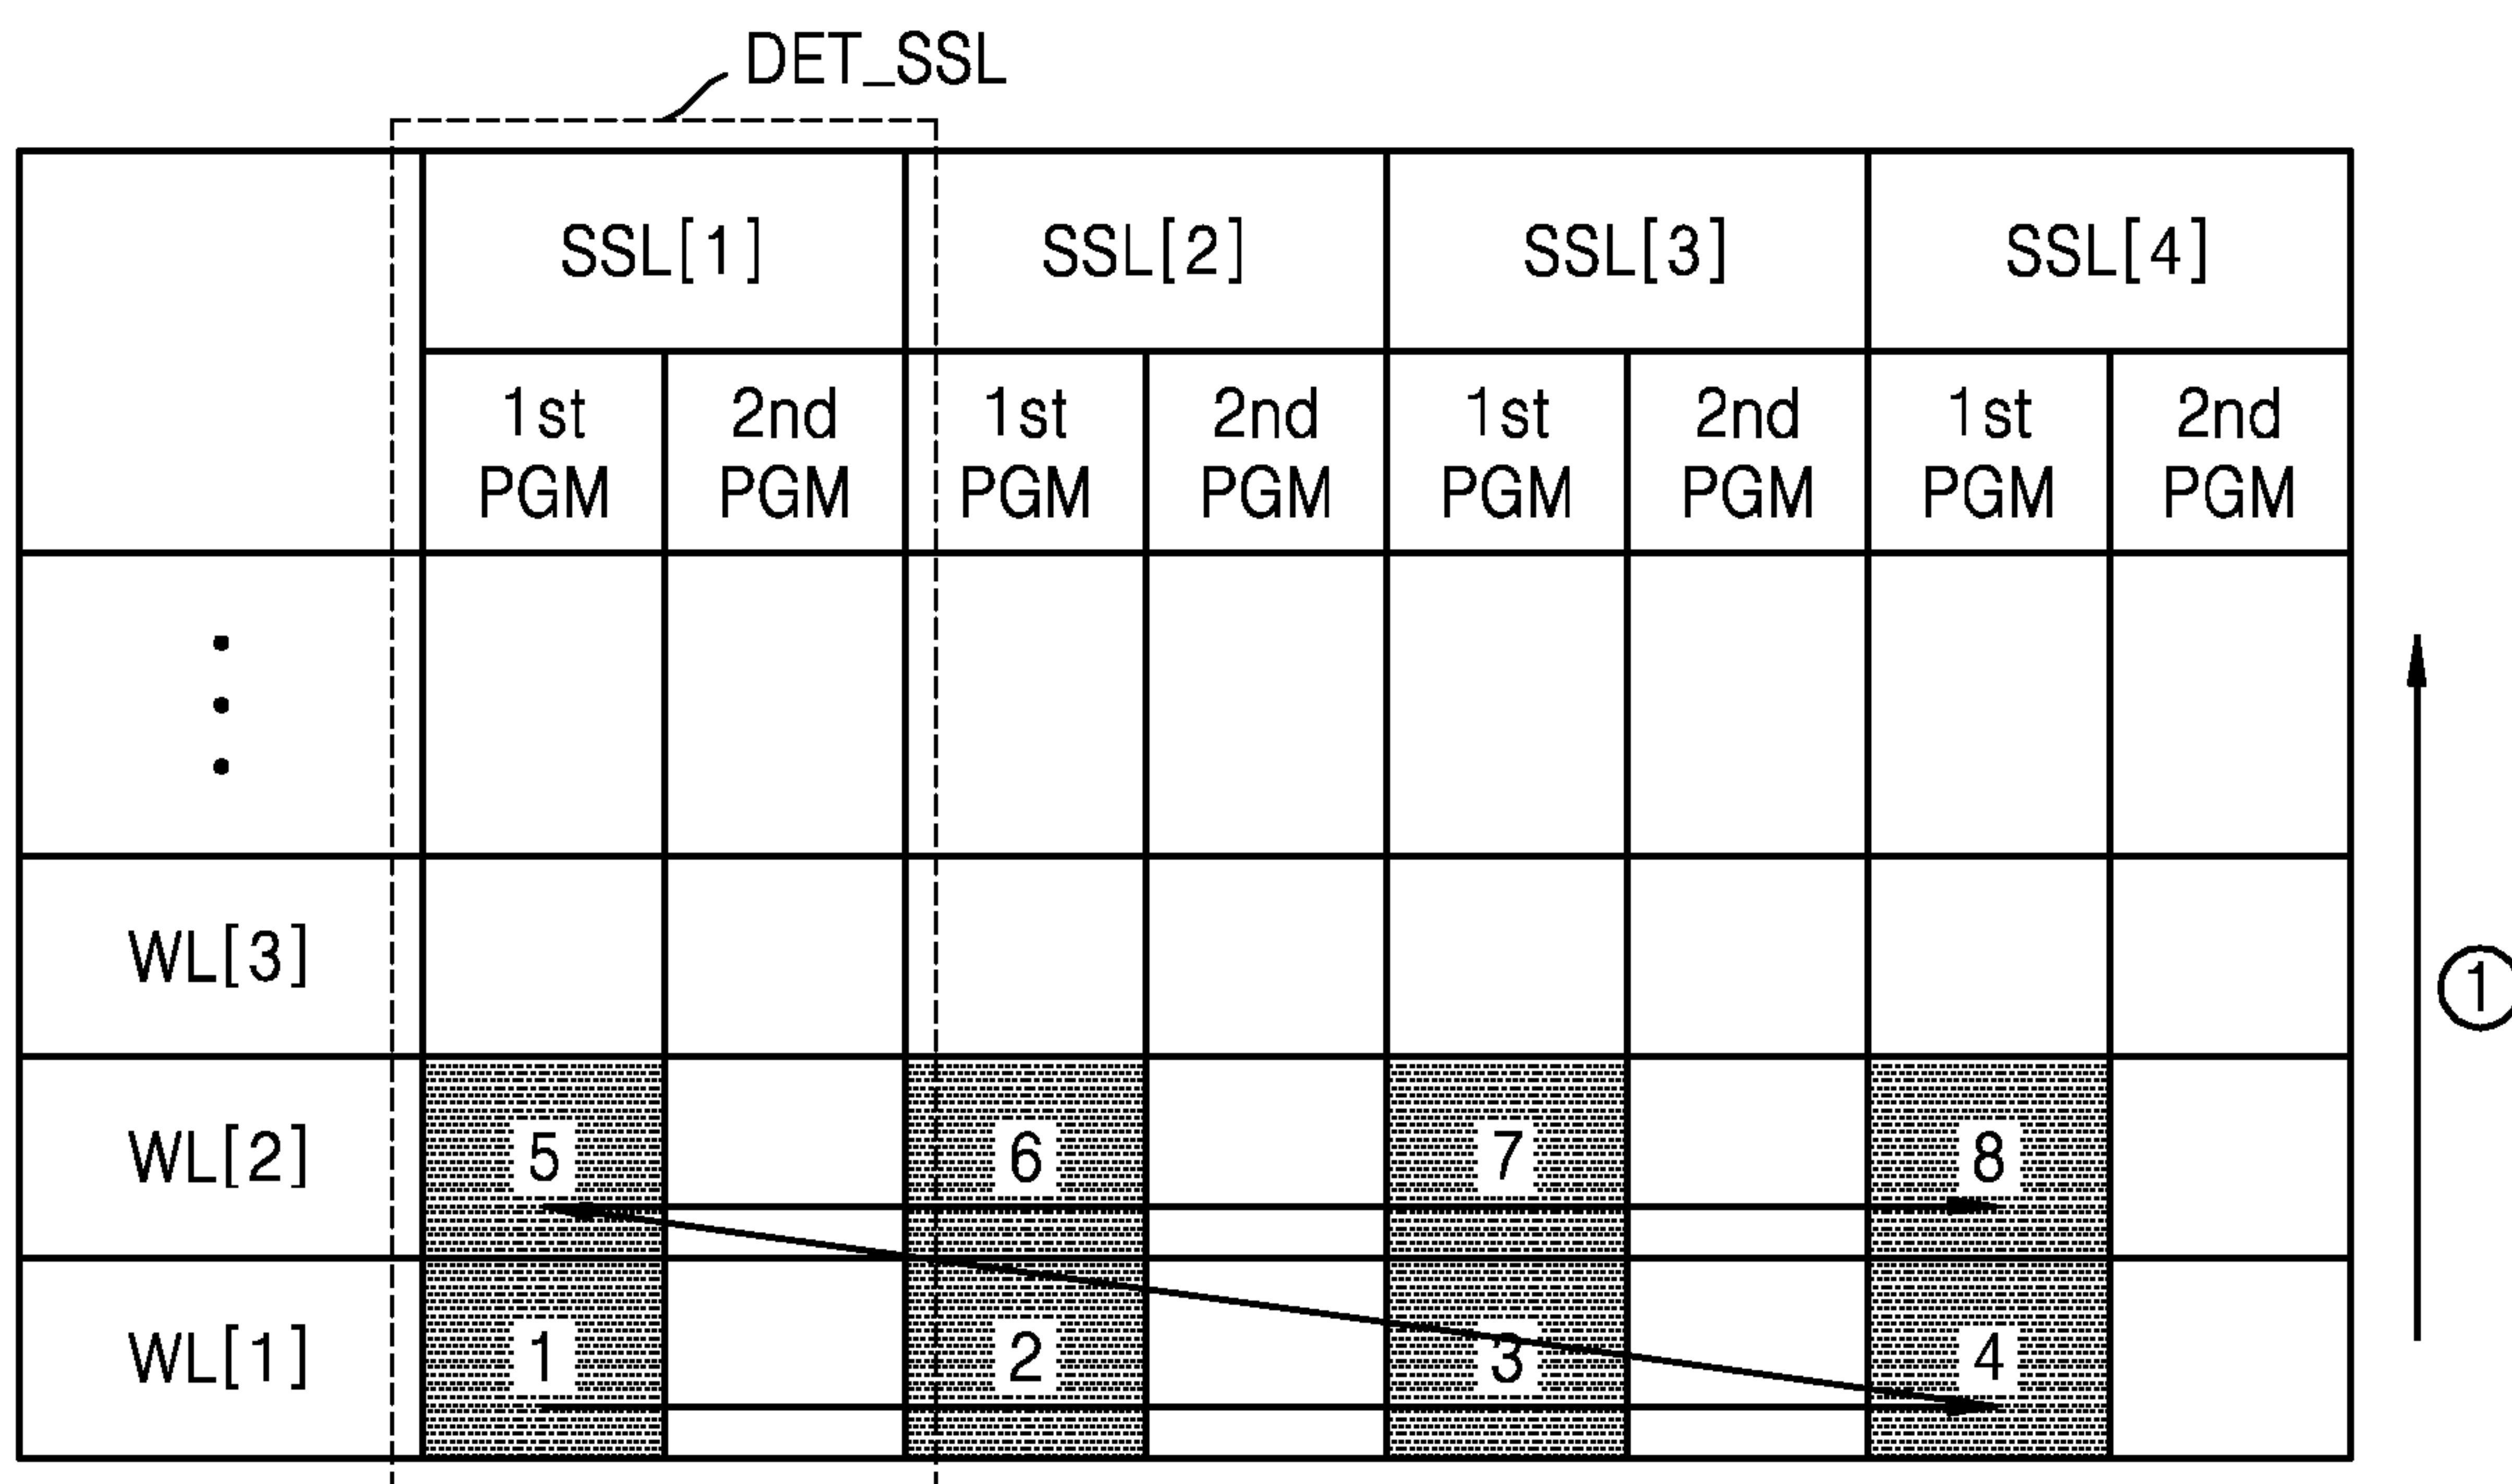 DET_SSL
SSL[1] SSL[2] SSL[3] SSL[4]
1st 2nd 1st 2nd 1st 2nd 1st 2nd
PGM PGM PGM PGM PGM PGM PGM PGM
WL[3]
①
WL[2] 5 6 7 8
WL[1] 1 2 3 4